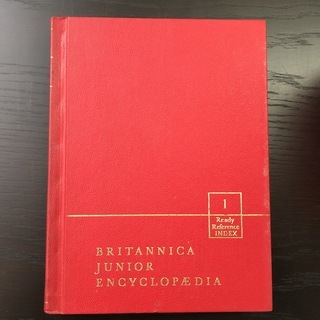 1
Ready
Reference
INDEX
BRITANNICA
JUNIOR
ENCYCLOPÆDIA